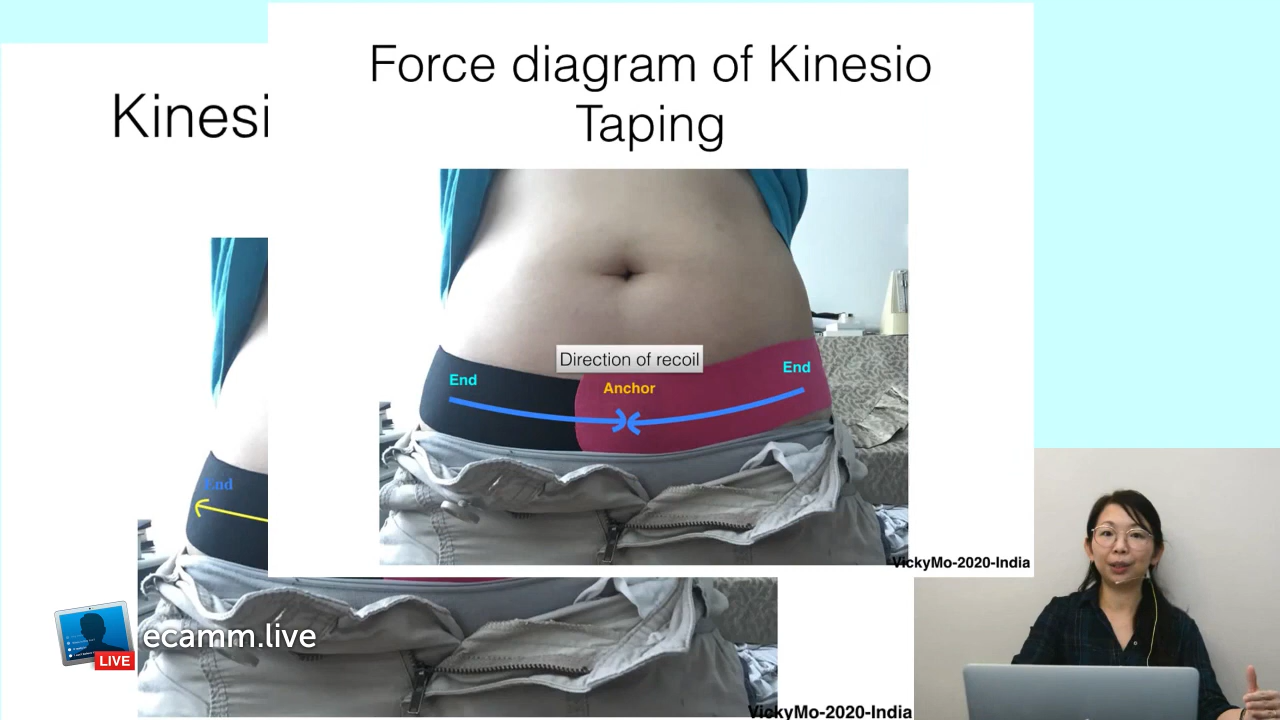 Force diagram of Kinesio
Taping
Kinesi
Direction of recoil
End
Anchor
End
End
VickyMo-2020-India
ecamm.live
LIVE
VickyMo-2020-India